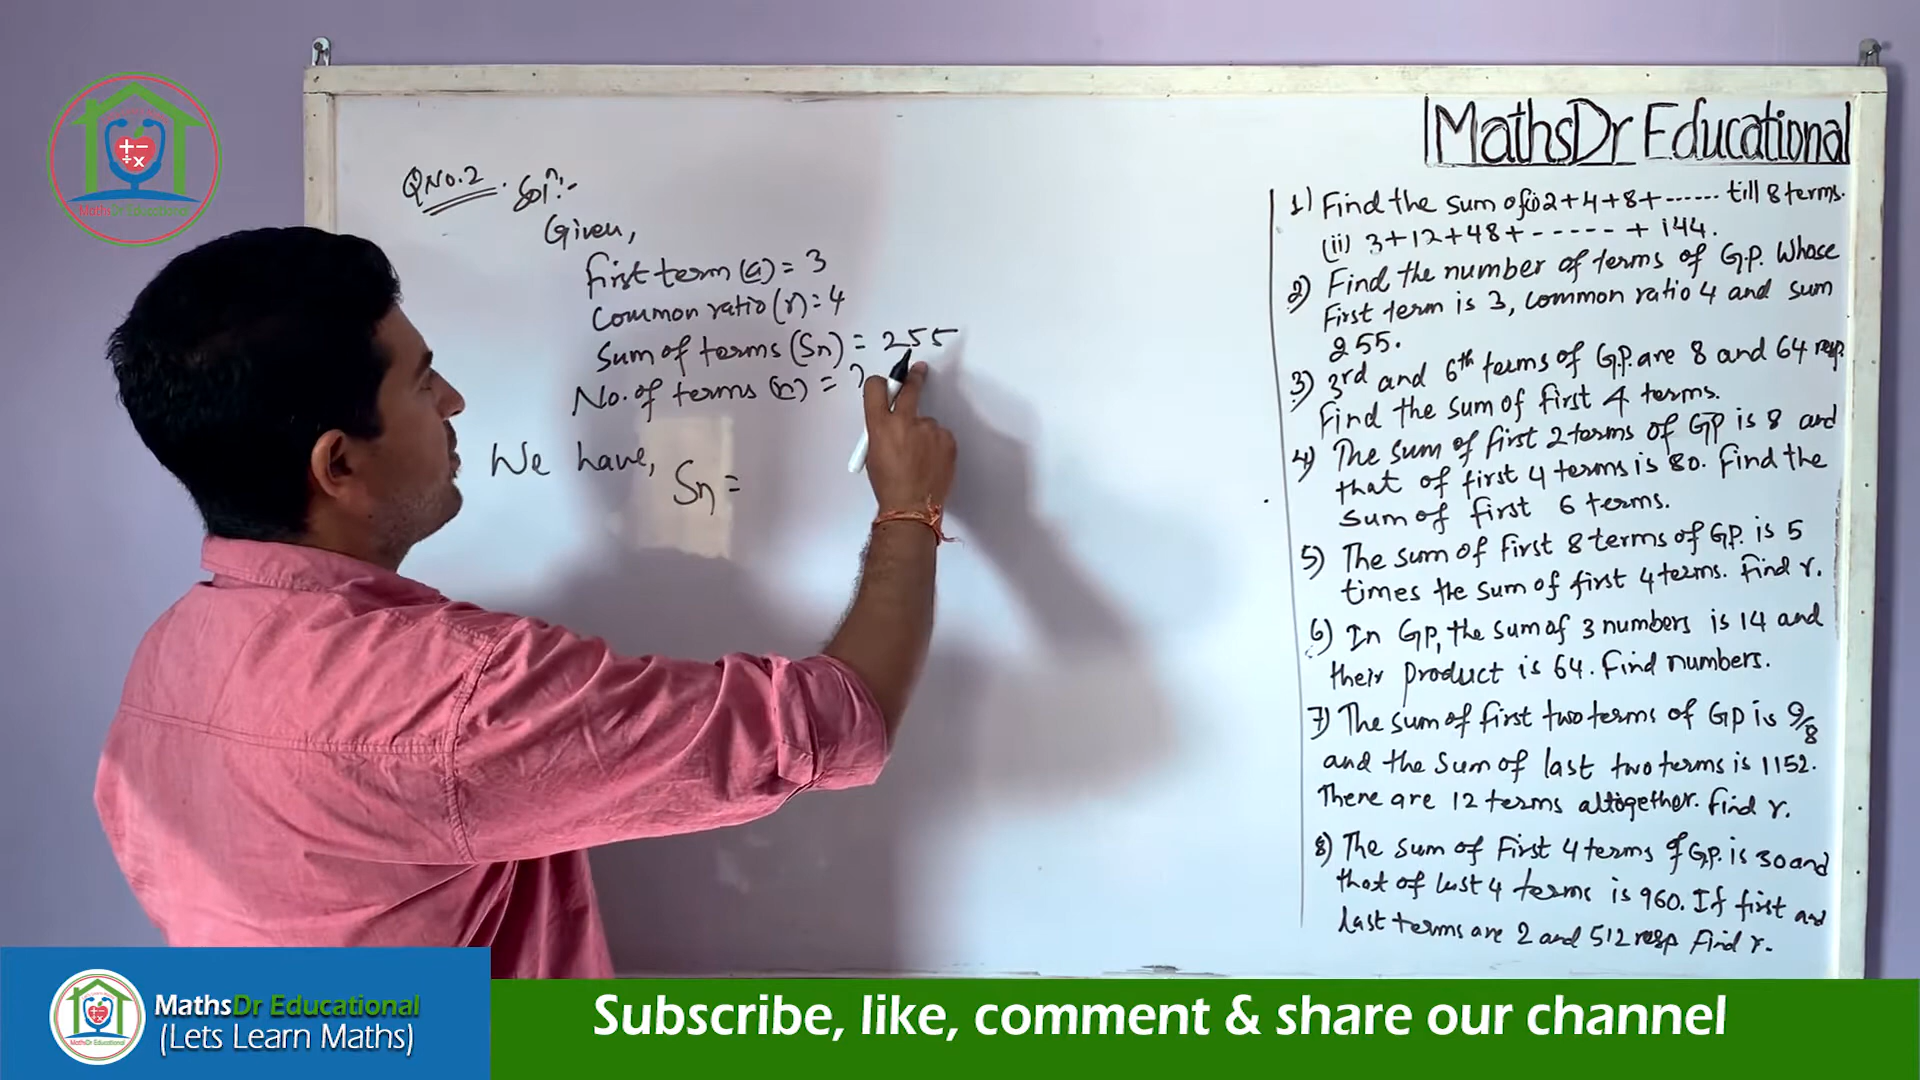 MathsDr Educational
MathsDr Educational
QNo.2. Solⁿ:-
Given,
First term (a) = 3
Common ratio (r) = 4
Sum of terms (Sn) = 255
No. of terms (n) = ?
We have,
Sn =
1) Find the sum of (i) 2+4+8+------ till 8 terms.
(ii) 3+12+48+ - - - - - + 144.
2) Find the number of terms of G.P. Whose
First term is 3, common ratio 4 and sum
255.
3) 3rd and 6th terms of G.P. are 8 and 64 resp.
Find the sum of first 4 terms.
4) The sum of first 2 terms of GP is 8 and
that of first 4 terms is 80. Find the
sum of first 6 terms.
5) The sum of First 8 terms of GP. is 5
times the sum of first 4 terms. Find r.
6) In GP, the sum of 3 numbers is 14 and
their product is 64. Find numbers.
7) The sum of first two terms of GP is 9/8
and the sum of last two terms is 1152.
There are 12 terms altogether. Find r.
8) The sum of First 4 terms of G.P. is 30 and
that of last 4 terms is 960. If first and
last terms are 2 and 512 resp Find r.
MathsDr Educational
MathsDr Educational
(Lets Learn Maths)
Subscribe, like, comment & share our channel